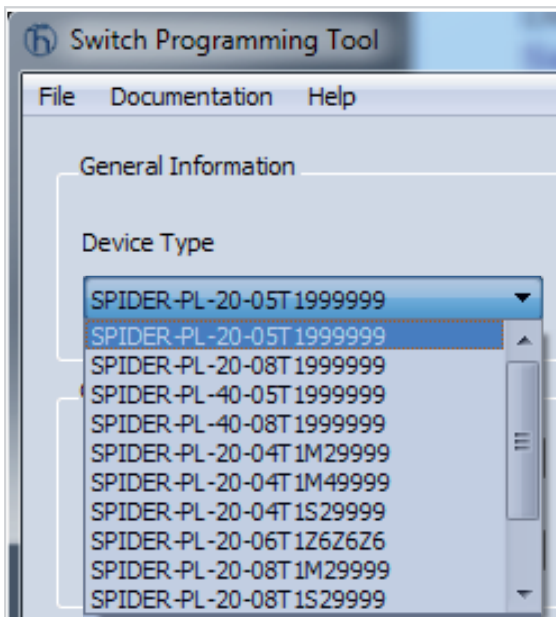 Switch Programming Tool
File Documentation Help
General Information
Device Type
SPIDER-PL-20-05T1999999
SPIDER-PL-20-05T1999999
SPIDER-PL-20-08T1999999
SPIDER-PL-40-05T1999999
SPIDER-PL-40-08T1999999
SPIDER-PL-20-04T1M29999
SPIDER-PL-20-04T1M49999
SPIDER-PL-20-04T1S29999
SPIDER-PL-20-06T1Z6Z6Z6
SPIDER-PL-20-08T1M29999
SPIDER-PL-20-08T1S29999